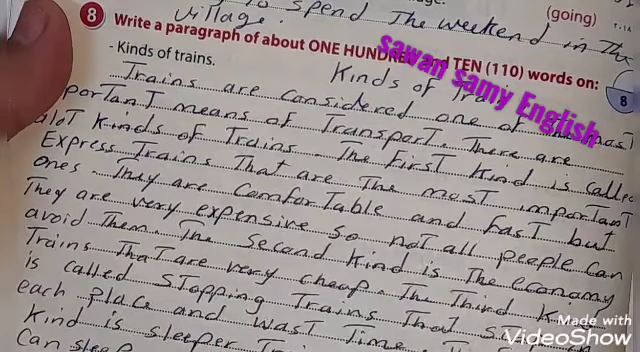 to spend The weekend in The
village.
(going)
8 Write a paragraph of about ONE HUNDRED TEN (110) words on:
- Kinds of trains.
Kinds of Trai
sawan samy English
8
Trains are considered one of most
portant means of Transport. There are
alot Kinds of Trains. The First Kind is called
Express Trains That are The most important
ones. They are Comfortable and fast but
They are very expensive so not all people Can
avoid Them. The Second Kind is The economy
Trains That are very cheap. The Third K
is called Stopping Trains That
each place and wast Time.
Kind is sleeper
Can sleep
Made with
VideoShow